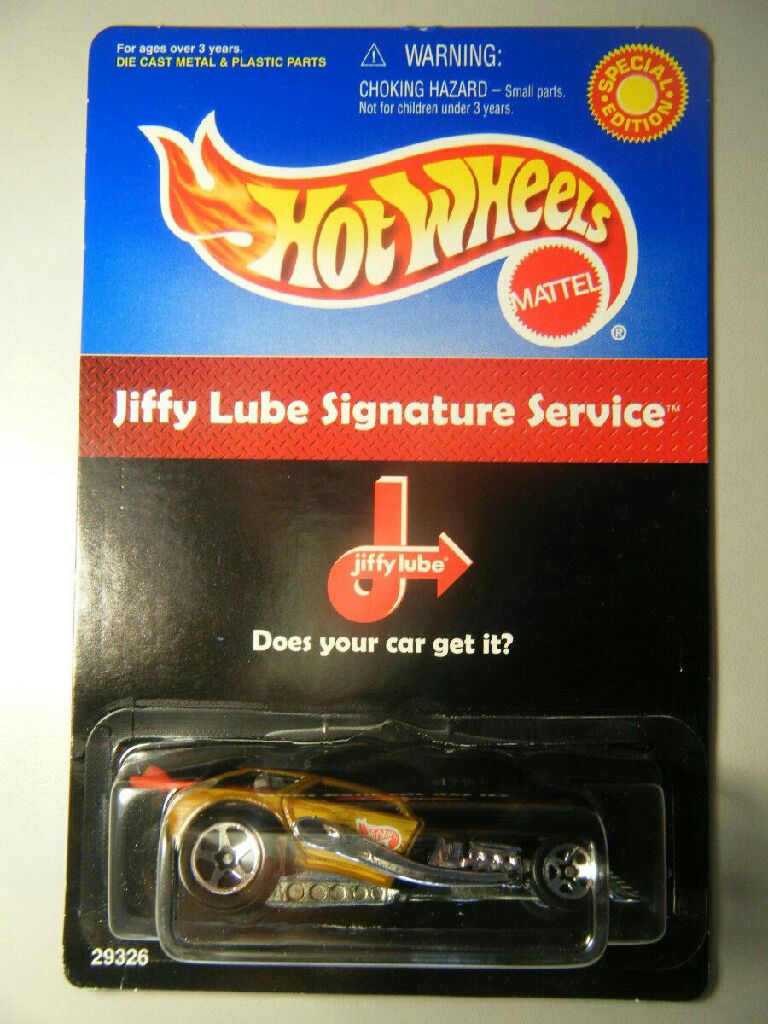 For ages over 3 years.
DIE CAST METAL & PLASTIC PARTS
WARNING:
CHOKING HAZARD – Small parts.
Not for children under 3 years.
• SPECIAL • EDITION
HOT WHEELS
MATTEL
®
Jiffy Lube Signature Service™
jiffy lube®
Does your car get it?
29326